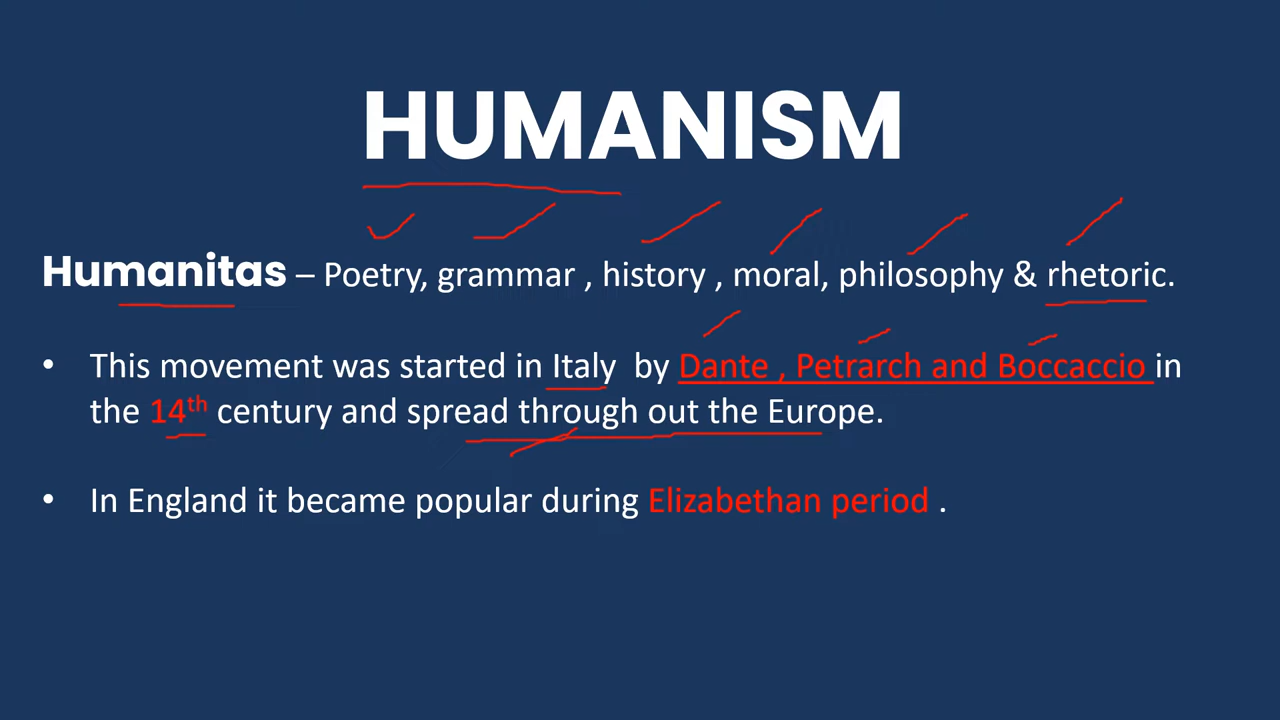 HUMANISM
Humanitas – Poetry, grammar , history , moral, philosophy & rhetoric.
• This movement was started in Italy by Dante , Petrarch and Boccaccio in
the 14th century and spread through out the Europe.
• In England it became popular during Elizabethan period .